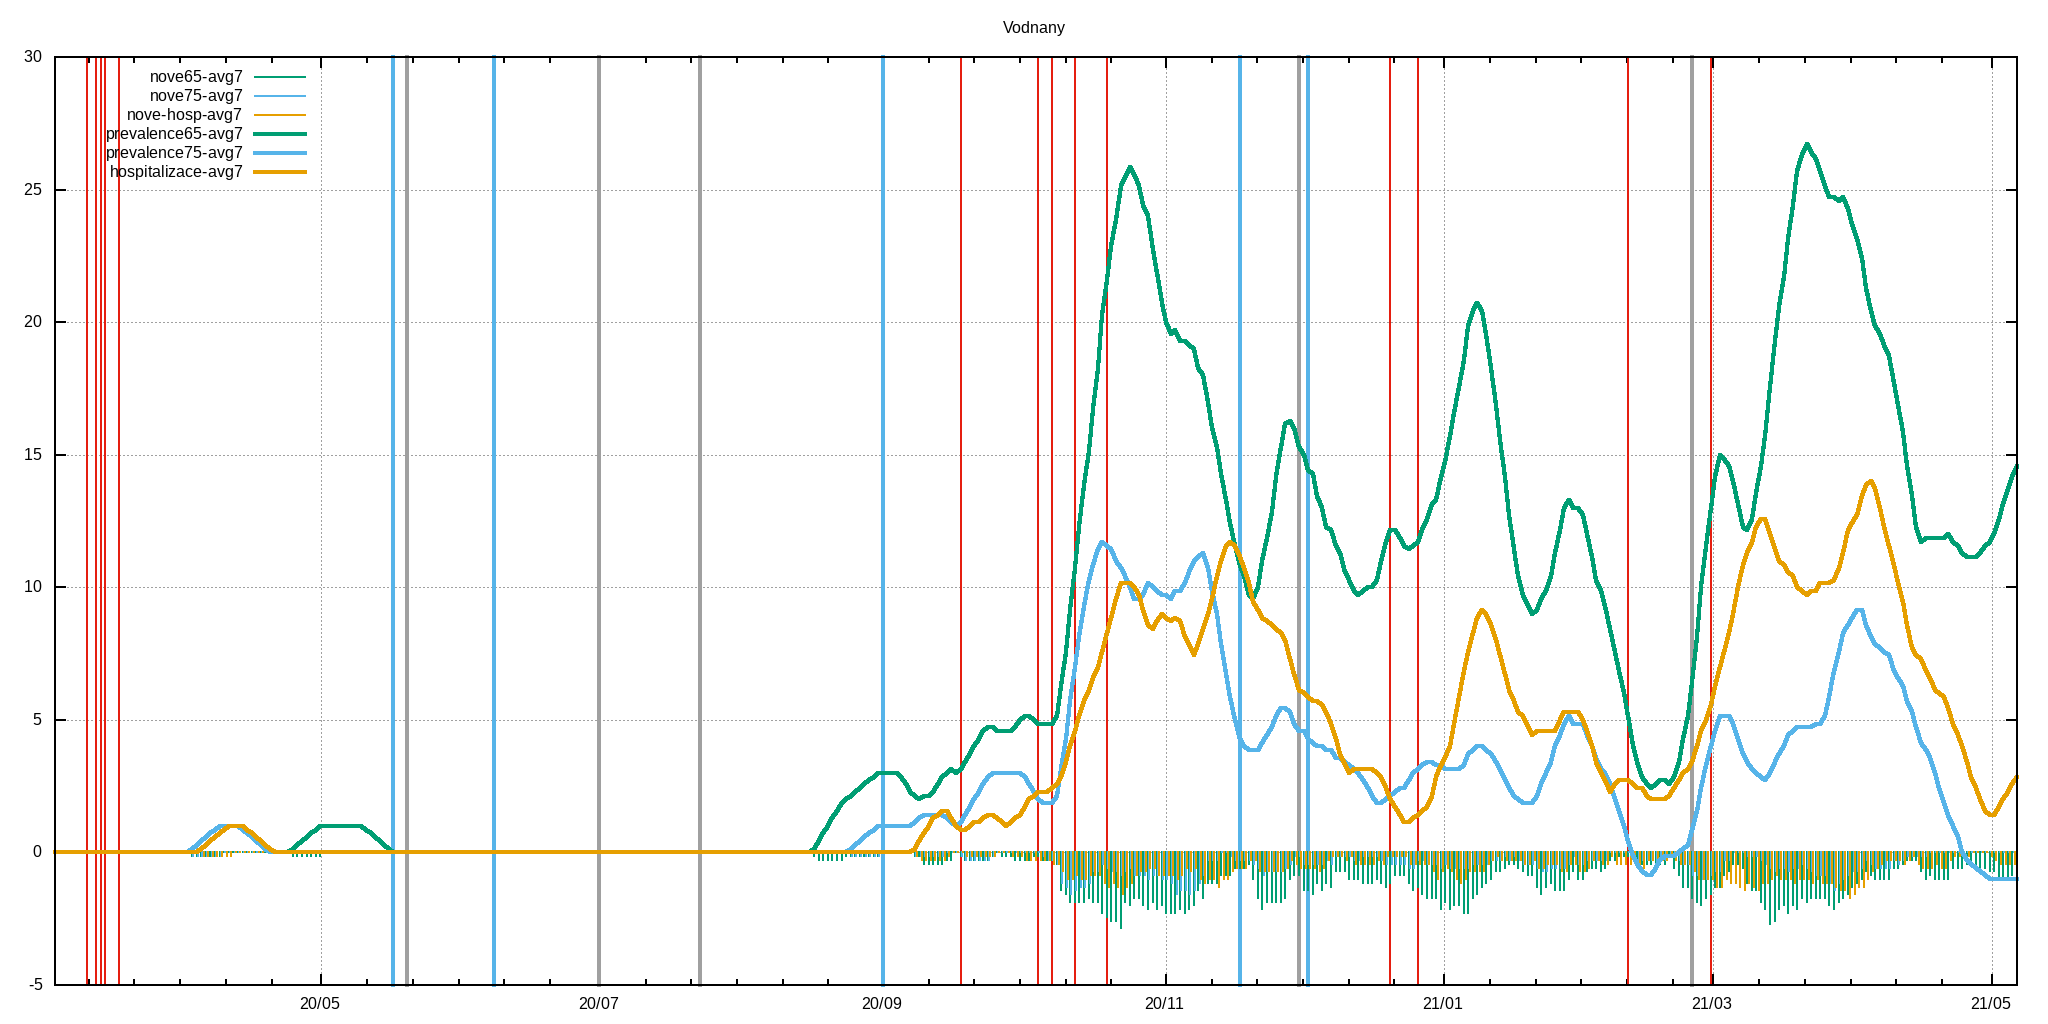 Vodnany
30
25
20
15
10
5
0
-5
nove65-avg7
nove75-avg7
nove-hosp-avg7
prevalence65-avg7
prevalence75-avg7
hospitalizace-avg7
20/05 20/07 20/09 20/11 21/01 21/03 21/05